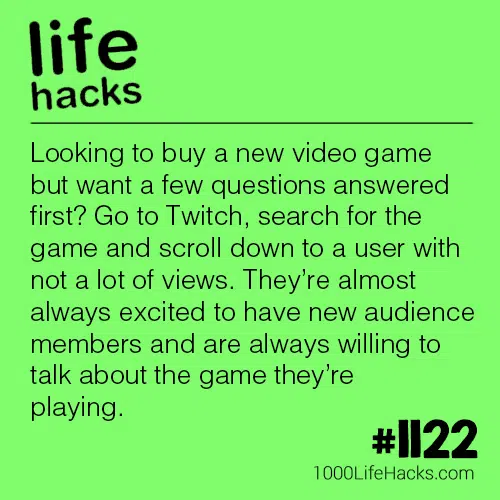 life
hacks
Looking to buy a new video game
but want a few questions answered
first? Go to Twitch, search for the
game and scroll down to a user with
not a lot of views. They're almost
always excited to have new audience
members and are always willing to
talk about the game they're
playing.
#1122
1000LifeHacks.com